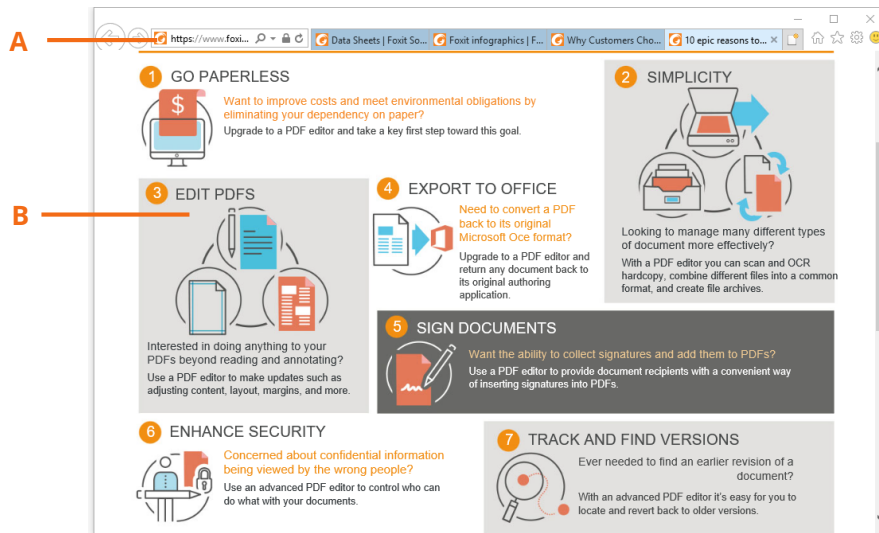 A
https://www.foxi...
Data Sheets | Foxit So...
Foxit infographics | F...
Why Customers Cho...
10 epic reasons to...
1 GO PAPERLESS
$
Want to improve costs and meet environmental obligations by
eliminating your dependency on paper?
Upgrade to a PDF editor and take a key first step toward this goal.
2 SIMPLICITY
Looking to manage many different types
of document more effectively?
With a PDF editor you can scan and OCR
hardcopy, combine different files into a common
format, and create file archives.
B
3 EDIT PDFS
Interested in doing anything to your
PDFs beyond reading and annotating?
Use a PDF editor to make updates such as
adjusting content, layout, margins, and more.
4 EXPORT TO OFFICE
Need to convert a PDF
back to its original
Microsoft Oce format?
Upgrade to a PDF editor and
return any document back to
its original authoring
application.
5 SIGN DOCUMENTS
Want the ability to collect signatures and add them to PDFs?
Use a PDF editor to provide document recipients with a convenient way
of inserting signatures into PDFs.
6 ENHANCE SECURITY
Concerned about confidential information
being viewed by the wrong people?
Use an advanced PDF editor to control who can
do what with your documents.
7 TRACK AND FIND VERSIONS
Ever needed to find an earlier revision of a
document?
With an advanced PDF editor it's easy for you to
locate and revert back to older versions.